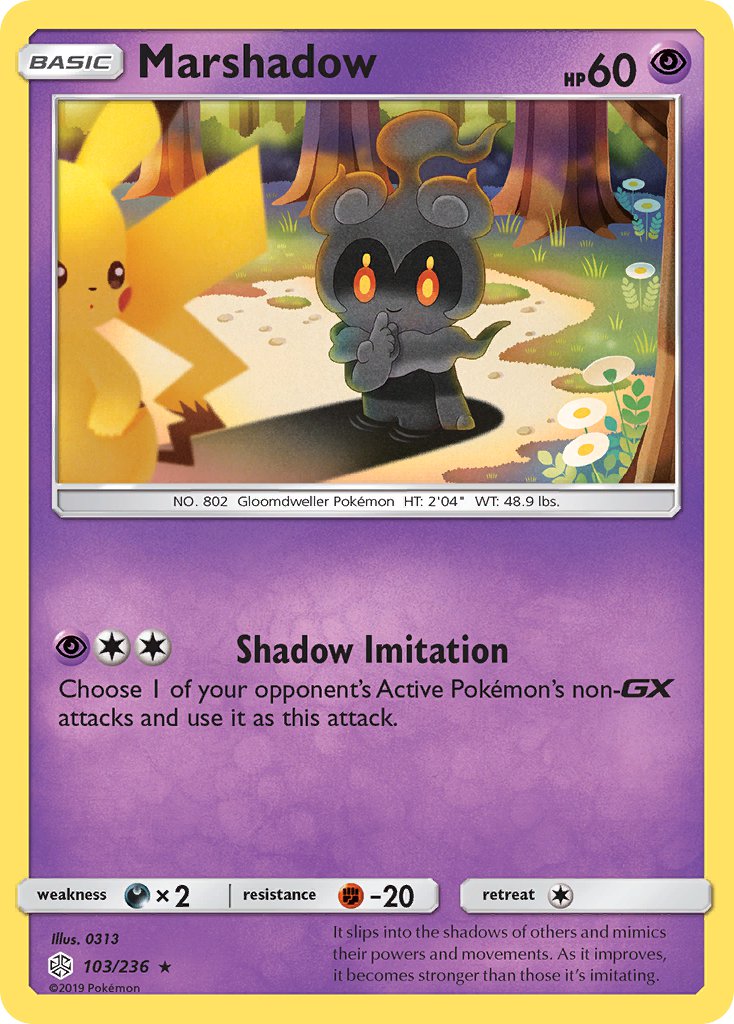 BASIC Marshadow HP60
NO. 802 Gloomdweller Pokémon HT: 2'04" WT: 48.9 lbs.
Shadow Imitation
Choose 1 of your opponent's Active Pokémon's non-GX
attacks and use it as this attack.
weakness ×2 resistance -20 retreat
Illus. 0313
103/236 ★
©2019 Pokémon
It slips into the shadows of others and mimics
their powers and movements. As it improves,
it becomes stronger than those it's imitating.